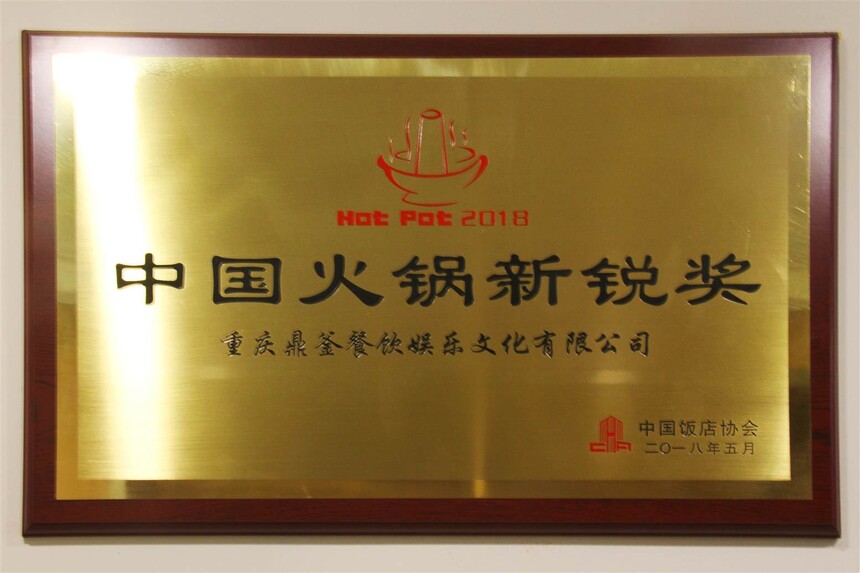 Hot Pot 2018
中国火锅新锐奖
重庆鼎釜餐饮娱乐文化有限公司
CHA
中国饭店协会
二〇一八年五月